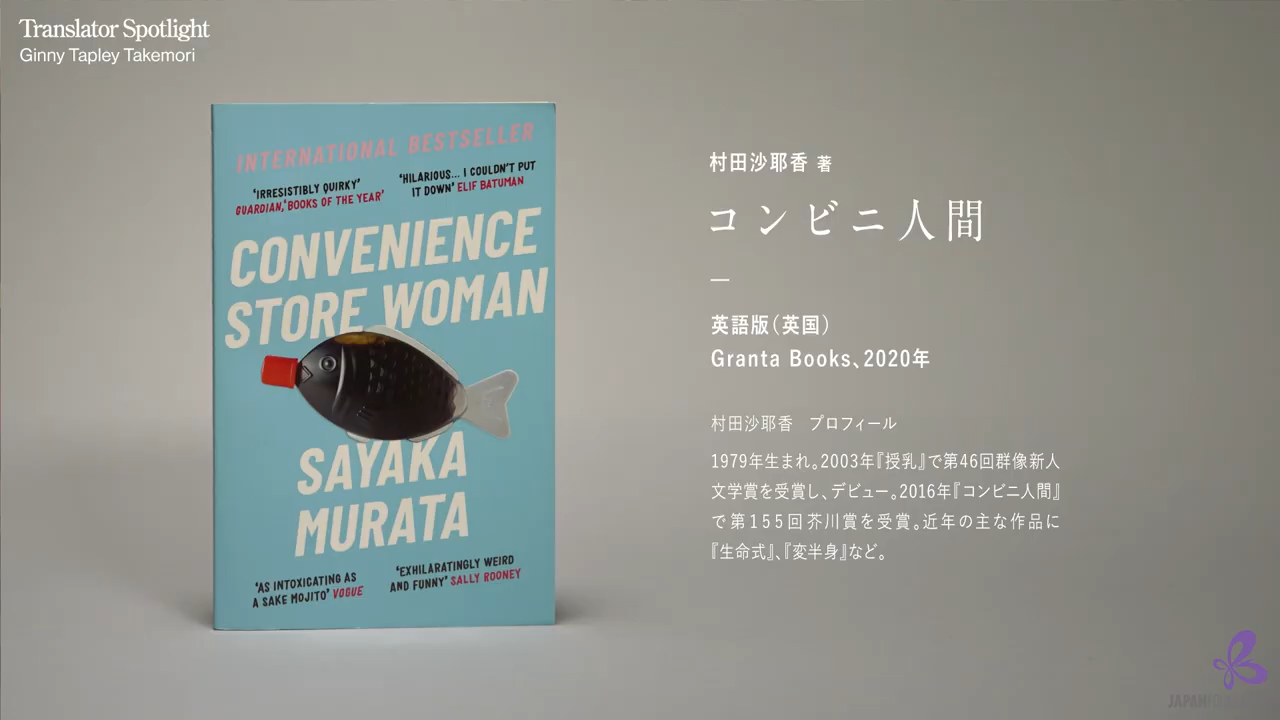 Translator Spotlight
Ginny Tapley Takemori
INTERNATIONAL BESTSELLER
'IRRESISTIBLY QUIRKY'
GUARDIAN, 'BOOKS OF THE YEAR'
'HILARIOUS... I COULDN'T PUT
IT DOWN' ELIF BATUMAN
CONVENIENCE
STORE WOMAN
SAYAKA
MURATA
'AS INTOXICATING AS
A SAKE MOJITO' VOGUE
'EXHILARATINGLY WEIRD
AND FUNNY' SALLY ROONEY
村田沙耶香 著
コンビニ人間
—
英語版（英国）
Granta Books、2020年
村田沙耶香　プロフィール
1979年生まれ。2003年『授乳』で第46回群像新人
文学賞を受賞し、デビュー。2016年『コンビニ人間』
で第155回芥川賞を受賞。近年の主な作品に
『生命式』、『変半身』など。